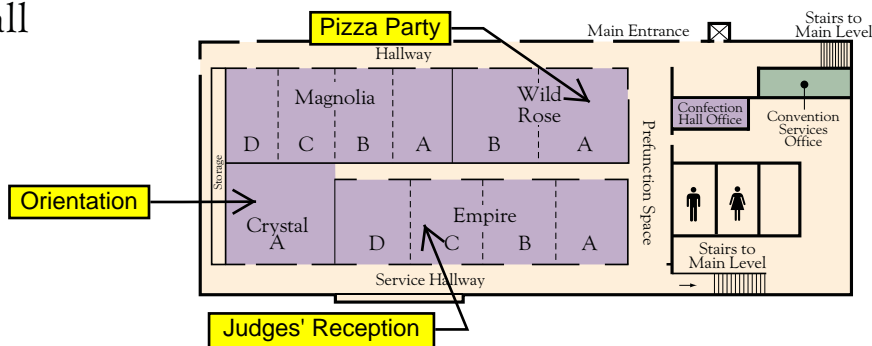 all
Pizza Party
Stairs to
Main Level
Main Entrance
Hallway
Magnolia
Wild
Rose
D C B A B A
Confection
Hall Office
Convention
Services
Office
Storage
Prefunction Space
Orientation
Crystal
A
Empire
D C B A
Stairs to
Main Level
Service Hallway
Judges' Reception